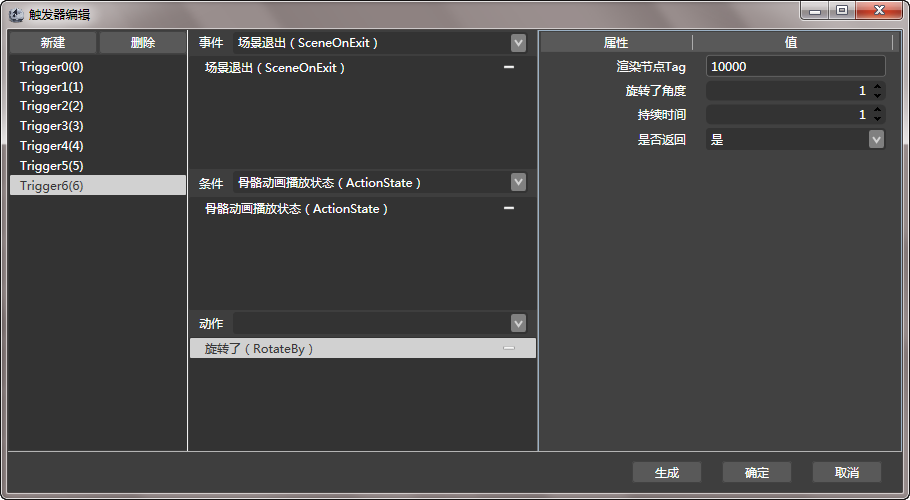 触发器编辑
新建 删除
Trigger0(0)
Trigger1(1)
Trigger2(2)
Trigger3(3)
Trigger4(4)
Trigger5(5)
Trigger6(6)
事件 场景退出（SceneOnExit）
场景退出（SceneOnExit）
条件 骨骼动画播放状态（ActionState）
骨骼动画播放状态（ActionState）
动作
旋转了（RotateBy）
属性 值
渲染节点Tag 10000
旋转了角度 1
持续时间 1
是否返回 是
生成 确定 取消